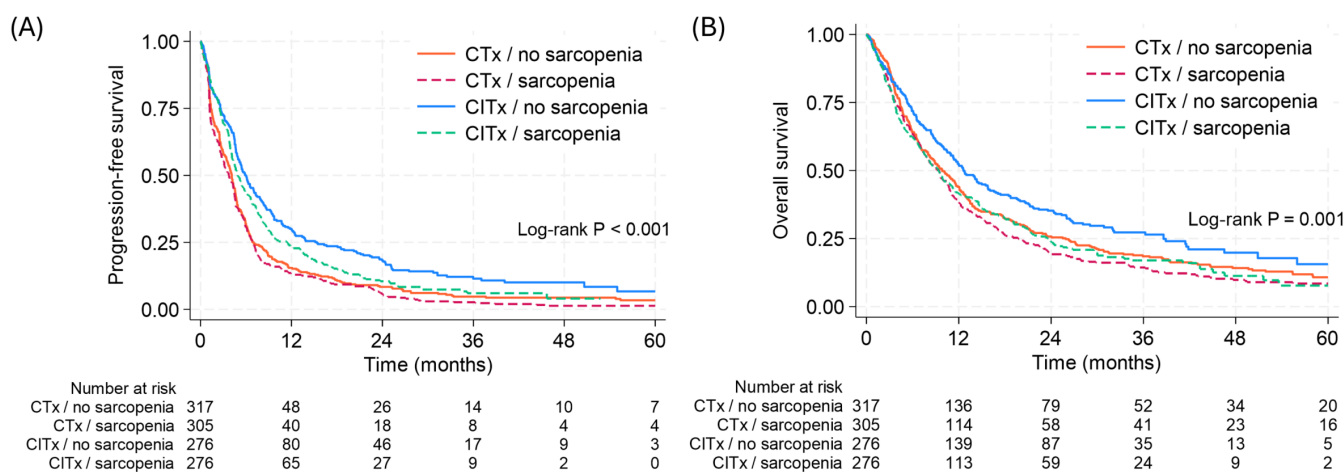 (A)
Progression-free survival
1.00
0.75
0.50
0.25
0.00
CTx / no sarcopenia
CTx / sarcopenia
CITx / no sarcopenia
CITx / sarcopenia
Log-rank P < 0.001
0 12 24 36 48 60
Time (months)
Number at risk
CTx / no sarcopenia 317 48 26 14 10 7
CTx / sarcopenia 305 40 18 8 4 4
CITx / no sarcopenia 276 80 46 17 9 3
CITx / sarcopenia 276 65 27 9 2 0
(B)
Overall survival
1.00
0.75
0.50
0.25
0.00
CTx / no sarcopenia
CTx / sarcopenia
CITx / no sarcopenia
CITx / sarcopenia
Log-rank P = 0.001
0 12 24 36 48 60
Time (months)
Number at risk
CTx / no sarcopenia 317 136 79 52 34 20
CTx / sarcopenia 305 114 58 41 23 16
CITx / no sarcopenia 276 139 87 35 13 5
CITx / sarcopenia 276 113 59 24 9 2